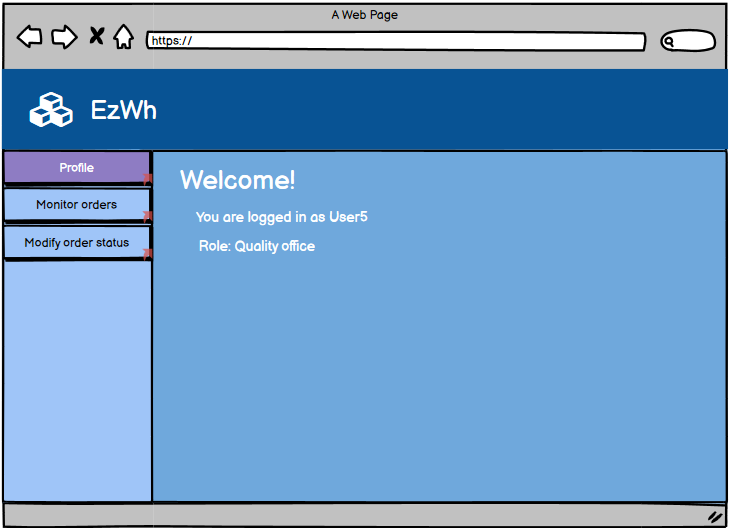 A Web Page
https://
EzWh
Profile
Monitor orders
Modify order status
Welcome!
You are logged in as User5
Role: Quality office